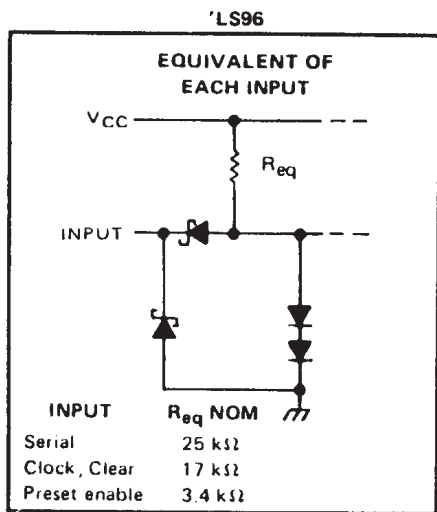 'LS96
EQUIVALENT OF
EACH INPUT
VCC
Req
INPUT
INPUT Req NOM
Serial 25 kΩ
Clock, Clear 17 kΩ
Preset enable 3.4 kΩ